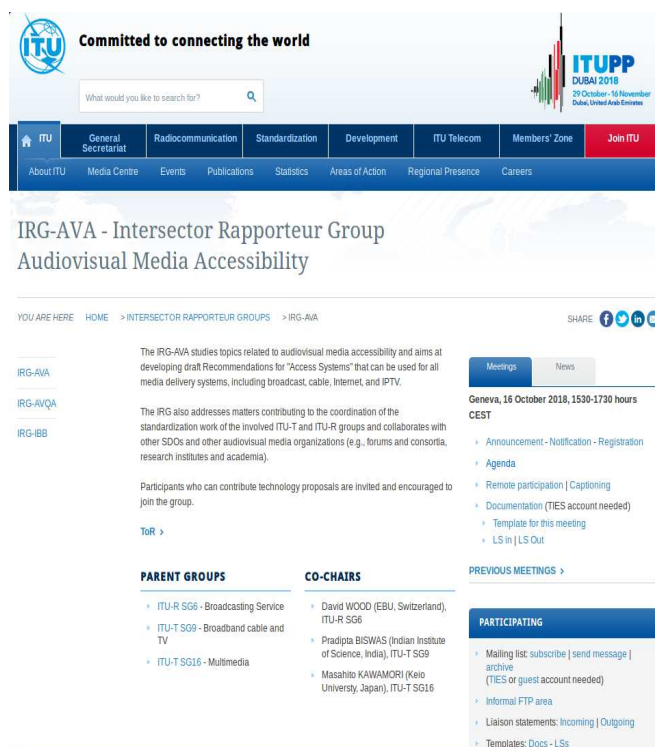 ITU
Committed to connecting the world
ITUPP
DUBAI 2018
29 October - 16 November
Dubai, United Arab Emirates
What would you like to search for?
ITU
General Secretariat
Radiocommunication
Standardization
Development
ITU Telecom
Members' Zone
Join ITU
About ITU
Media Centre
Events
Publications
Statistics
Areas of Action
Regional Presence
Careers
IRG-AVA - Intersector Rapporteur Group
Audiovisual Media Accessibility
YOU ARE HERE HOME > INTERSECTOR RAPPORTEUR GROUPS > IRG-AVA
SHARE
IRG-AVA
IRG-AVQA
IRG-IBB
The IRG-AVA studies topics related to audiovisual media accessibility and aims at
developing draft Recommendations for "Access Systems" that can be used for all
media delivery systems, including broadcast, cable, Internet, and IPTV.
The IRG also addresses matters contributing to the coordination of the
standardization work of the involved ITU-T and ITU-R groups and collaborates with
other SDOs and other audiovisual media organizations (e.g., forums and consortia,
research institutes and academia).
Participants who can contribute technology proposals are invited and encouraged to
join the group.
ToR >
PARENT GROUPS
ITU-R SG6 - Broadcasting Service
ITU-T SG9 - Broadband cable and
TV
ITU-T SG16 - Multimedia
CO-CHAIRS
David WOOD (EBU, Switzerland),
ITU-R SG6
Pradipta BISWAS (Indian Institute
of Science, India), ITU-T SG9
Masahito KAWAMORI (Keio
Universty, Japan), ITU-T SG16
Meetings
News
Geneva, 16 October 2018, 1530-1730 hours
CEST
Announcement - Notification - Registration
Agenda
Remote participation | Captioning
Documentation (TIES account needed)
Template for this meeting
LS in | LS Out
PREVIOUS MEETINGS >
PARTICIPATING
Mailing list: subscribe | send message |
archive
(TIES or guest account needed)
Informal FTP area
Liaison statements: Incoming | Outgoing
Templates: Docs - LSs